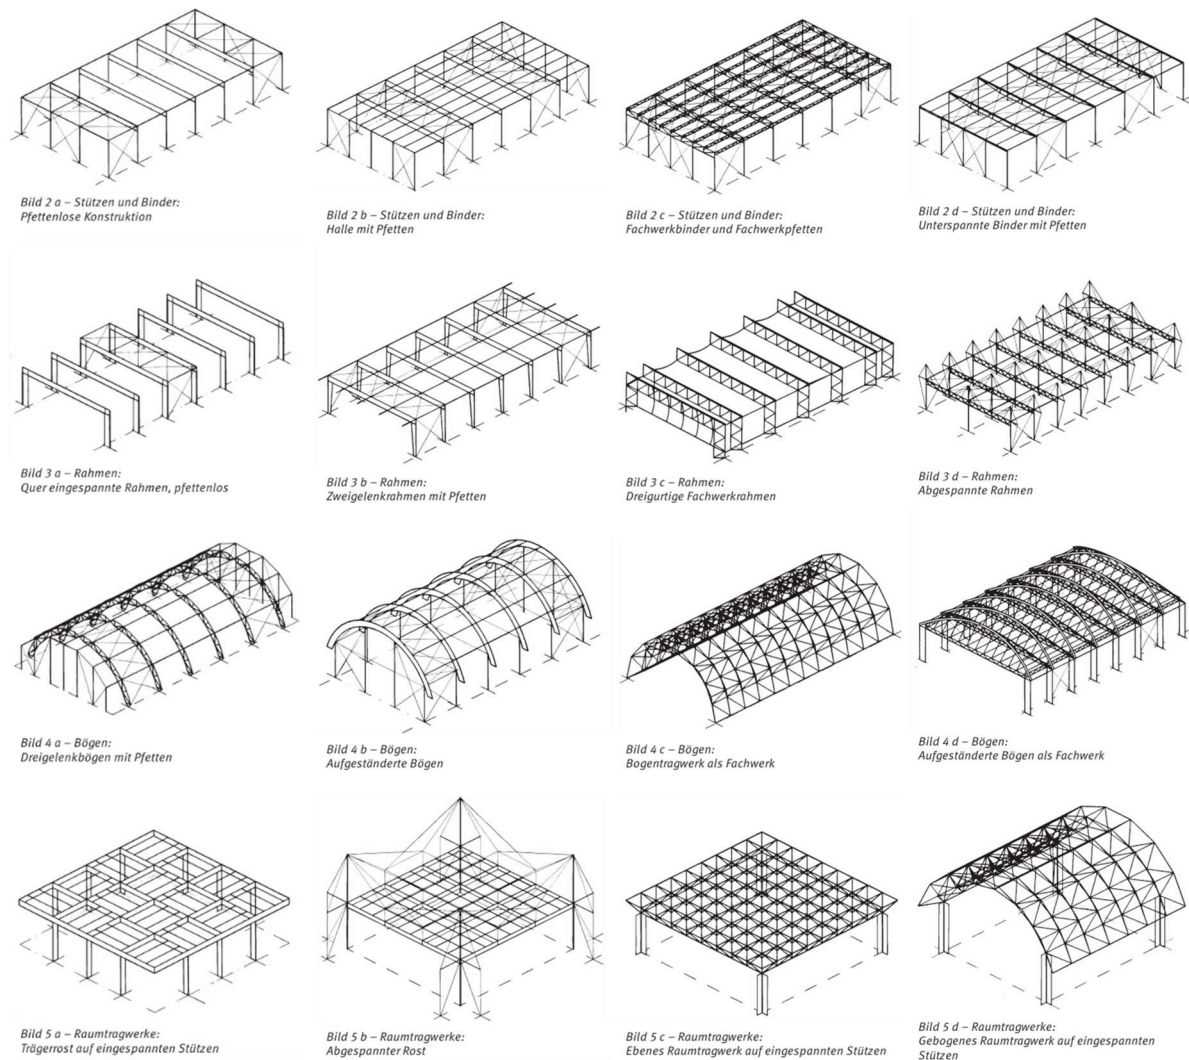 Bild 2 a – Stützen und Binder:
Pfettenlose Konstruktion
Bild 2 b – Stützen und Binder:
Halle mit Pfetten
Bild 2 c – Stützen und Binder:
Fachwerkbinder und Fachwerkpfetten
Bild 2 d – Stützen und Binder:
Unterspannte Binder mit Pfetten
Bild 3 a – Rahmen:
Quer eingespannte Rahmen, pfettenlos
Bild 3 b – Rahmen:
Zweigelenkrahmen mit Pfetten
Bild 3 c – Rahmen:
Dreigurtige Fachwerkrahmen
Bild 3 d – Rahmen:
Abgespannte Rahmen
Bild 4 a – Bögen:
Dreigelenkbögen mit Pfetten
Bild 4 b – Bögen:
Aufgeständerte Bögen
Bild 4 c – Bögen:
Bogentragwerk als Fachwerk
Bild 4 d – Bögen:
Aufgeständerte Bögen als Fachwerk
Bild 5 a – Raumtragwerke:
Trägerrost auf eingespannten Stützen
Bild 5 b – Raumtragwerke:
Abgespannter Rost
Bild 5 c – Raumtragwerke:
Ebenes Raumtragwerk auf eingespannten Stützen
Bild 5 d – Raumtragwerke:
Gebogenes Raumtragwerk auf eingespannten
Stützen